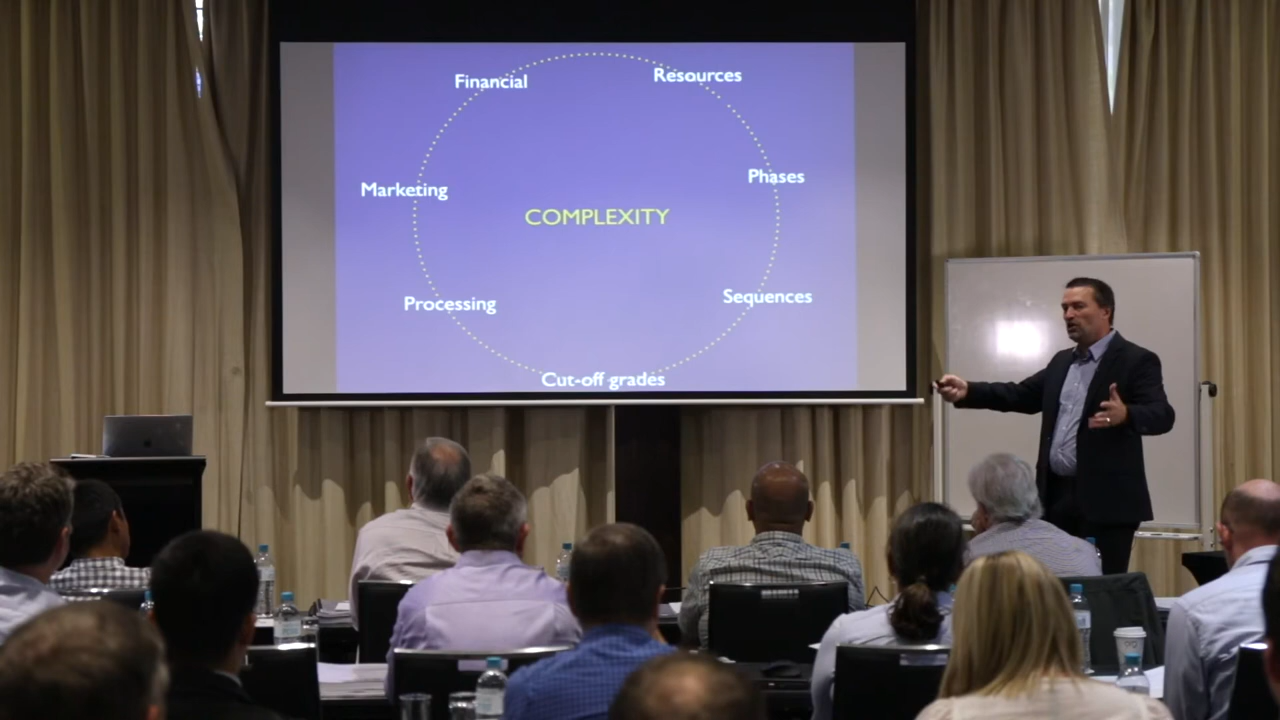 Financial
Resources
Marketing
Phases
COMPLEXITY
Processing
Sequences
Cut-off grades